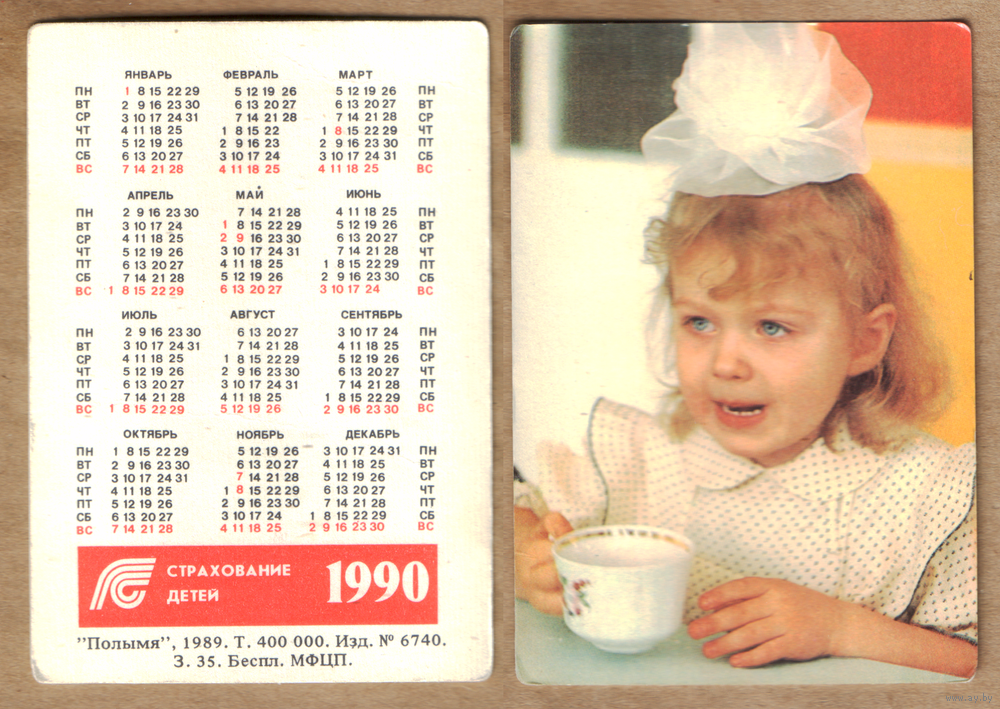 ЯНВАРЬ ФЕВРАЛЬ МАРТ
ПН 1 8 15 22 29 5 12 19 26 5 12 19 26 ПН
ВТ 2 9 16 23 30 6 13 20 27 6 13 20 27 ВТ
СР 3 10 17 24 31 7 14 21 28 7 14 21 28 СР
ЧТ 4 11 18 25 1 8 15 22 1 8 15 22 29 ЧТ
ПТ 5 12 19 26 2 9 16 23 2 9 16 23 30 ПТ
СБ 6 13 20 27 3 10 17 24 3 10 17 24 31 СБ
ВС 7 14 21 28 4 11 18 25 4 11 18 25 ВС
АПРЕЛЬ МАЙ ИЮНЬ
ПН 2 9 16 23 30 7 14 21 28 4 11 18 25 ПН
ВТ 3 10 17 24 1 8 15 22 29 5 12 19 26 ВТ
СР 4 11 18 25 2 9 16 23 30 6 13 20 27 СР
ЧТ 5 12 19 26 3 10 17 24 31 7 14 21 28 ЧТ
ПТ 6 13 20 27 4 11 18 25 1 8 15 22 29 ПТ
СБ 7 14 21 28 5 12 19 26 2 9 16 23 30 СБ
ВС 1 8 15 22 29 6 13 20 27 3 10 17 24 ВС
ИЮЛЬ АВГУСТ СЕНТЯБРЬ
ПН 2 9 16 23 30 6 13 20 27 3 10 17 24 ПН
ВТ 3 10 17 24 31 7 14 21 28 4 11 18 25 ВТ
СР 4 11 18 25 1 8 15 22 29 5 12 19 26 СР
ЧТ 5 12 19 26 2 9 16 23 30 6 13 20 27 ЧТ
ПТ 6 13 20 27 3 10 17 24 31 7 14 21 28 ПТ
СБ 7 14 21 28 4 11 18 25 1 8 15 22 29 СБ
ВС 1 8 15 22 29 5 12 19 26 2 9 16 23 30 ВС
ОКТЯБРЬ НОЯБРЬ ДЕКАБРЬ
ПН 1 8 15 22 29 5 12 19 26 3 10 17 24 31 ПН
ВТ 2 9 16 23 30 6 13 20 27 4 11 18 25 ВТ
СР 3 10 17 24 31 7 14 21 28 5 12 19 26 СР
ЧТ 4 11 18 25 1 8 15 22 29 6 13 20 27 ЧТ
ПТ 5 12 19 26 2 9 16 23 30 7 14 21 28 ПТ
СБ 6 13 20 27 3 10 17 24 1 8 15 22 29 СБ
ВС 7 14 21 28 4 11 18 25 2 9 16 23 30 ВС
СТРАХОВАНИЕ
ДЕТЕЙ
1990
"Полымя", 1989. Т. 400 000. Изд. № 6740.
З. 35. Беспл. МФЦП.
www.ay.by